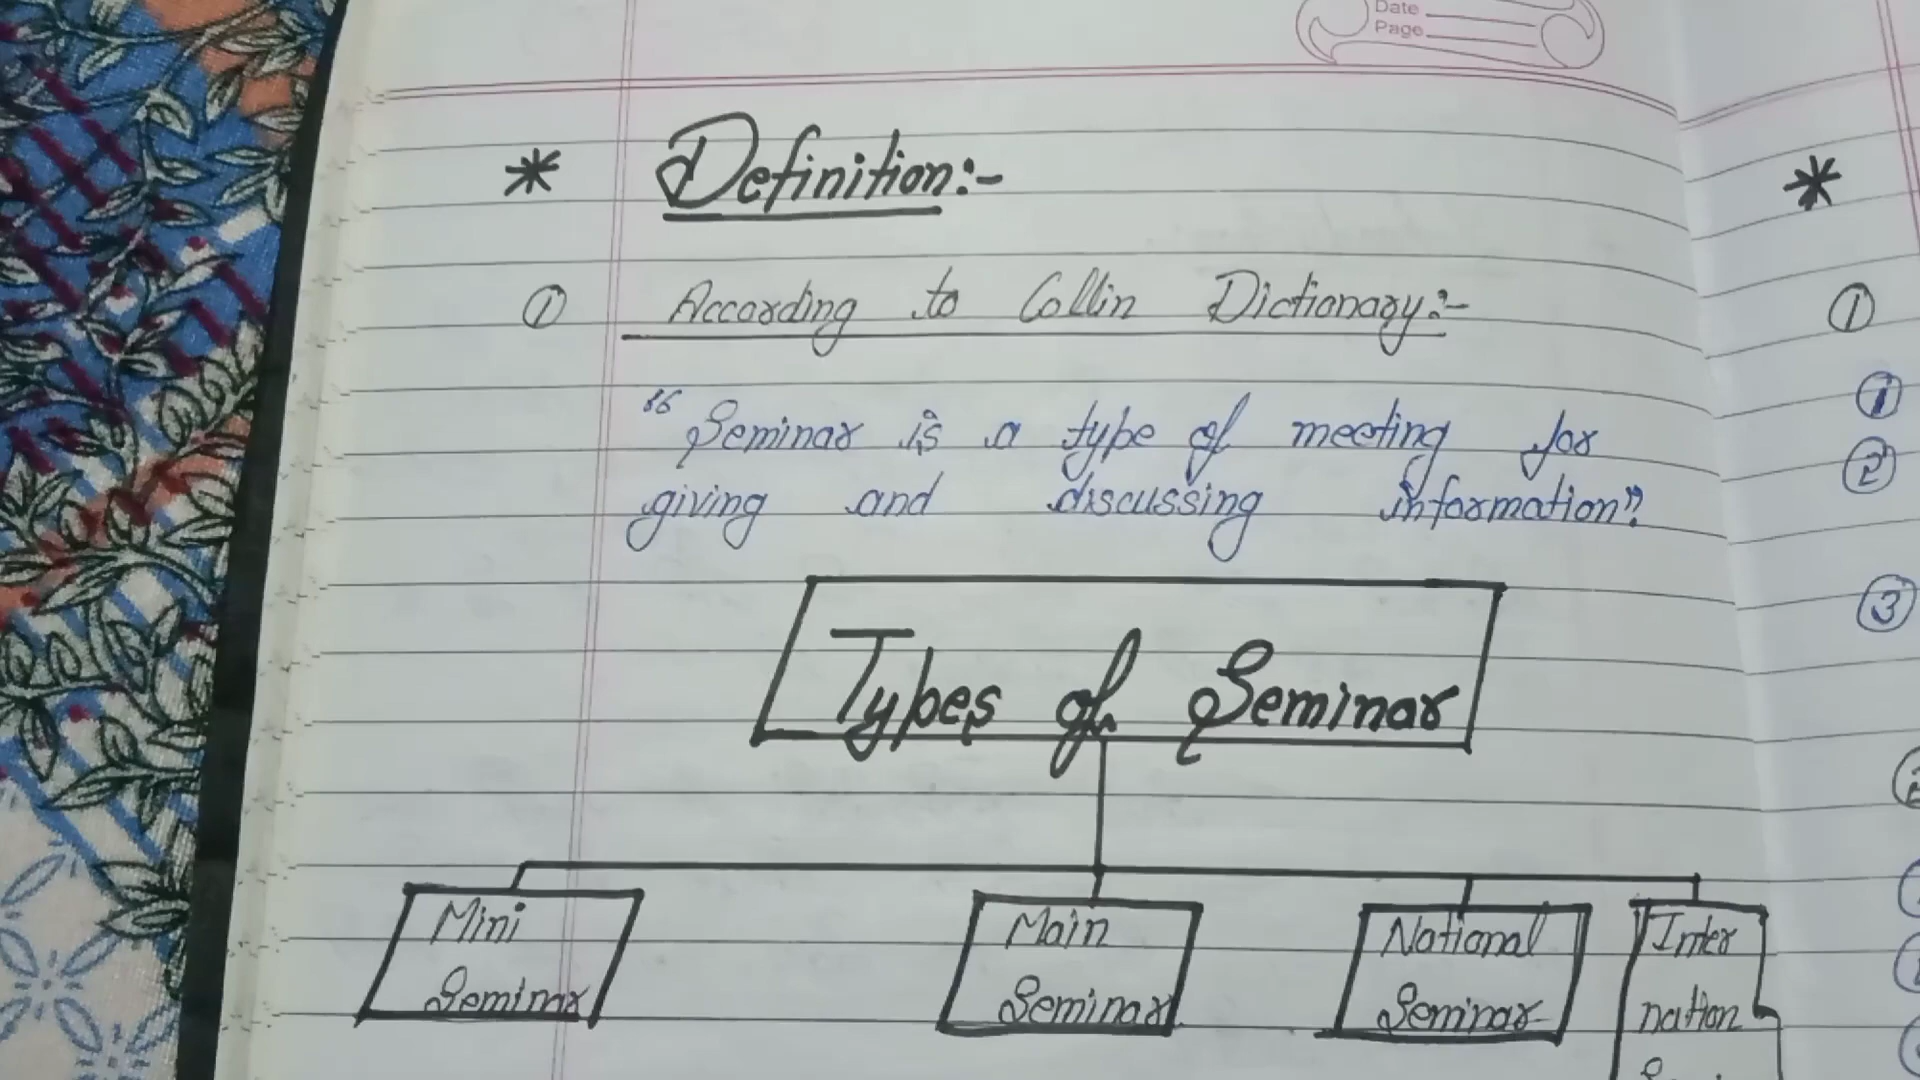 Date
Page
* Definition:-
① According to Collin Dictionary:-
“Seminar is a type of meeting for
giving and discussing information”
Types of Seminar
Mini
Seminar
Main
Seminar
National
Seminar
Inter
nation
*
①
①
②
③